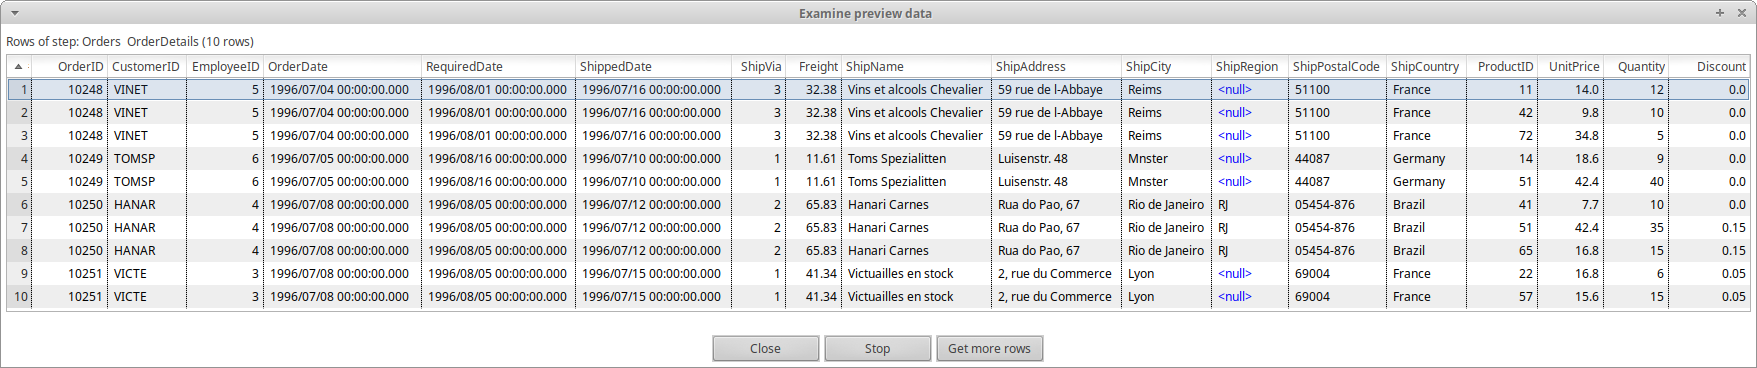 Examine preview data
Rows of step: Orders  OrderDetails (10 rows)
OrderID CustomerID EmployeeID OrderDate RequiredDate ShippedDate ShipVia Freight ShipName ShipAddress ShipCity ShipRegion ShipPostalCode ShipCountry ProductID UnitPrice Quantity Discount
1 10248 VINET 5 1996/07/04 00:00:00.000 1996/08/01 00:00:00.000 1996/07/16 00:00:00.000 3 32.38 Vins et alcools Chevalier 59 rue de l-Abbaye Reims <null> 51100 France 11 14.0 12 0.0
2 10248 VINET 5 1996/07/04 00:00:00.000 1996/08/01 00:00:00.000 1996/07/16 00:00:00.000 3 32.38 Vins et alcools Chevalier 59 rue de l-Abbaye Reims <null> 51100 France 42 9.8 10 0.0
3 10248 VINET 5 1996/07/04 00:00:00.000 1996/08/01 00:00:00.000 1996/07/16 00:00:00.000 3 32.38 Vins et alcools Chevalier 59 rue de l-Abbaye Reims <null> 51100 France 72 34.8 5 0.0
4 10249 TOMSP 6 1996/07/05 00:00:00.000 1996/08/16 00:00:00.000 1996/07/10 00:00:00.000 1 11.61 Toms Spezialitten Luisenstr. 48 Mnster <null> 44087 Germany 14 18.6 9 0.0
5 10249 TOMSP 6 1996/07/05 00:00:00.000 1996/08/16 00:00:00.000 1996/07/10 00:00:00.000 1 11.61 Toms Spezialitten Luisenstr. 48 Mnster <null> 44087 Germany 51 42.4 40 0.0
6 10250 HANAR 4 1996/07/08 00:00:00.000 1996/08/05 00:00:00.000 1996/07/12 00:00:00.000 2 65.83 Hanari Carnes Rua do Pao, 67 Rio de Janeiro RJ 05454-876 Brazil 41 7.7 10 0.0
7 10250 HANAR 4 1996/07/08 00:00:00.000 1996/08/05 00:00:00.000 1996/07/12 00:00:00.000 2 65.83 Hanari Carnes Rua do Pao, 67 Rio de Janeiro RJ 05454-876 Brazil 51 42.4 35 0.15
8 10250 HANAR 4 1996/07/08 00:00:00.000 1996/08/05 00:00:00.000 1996/07/12 00:00:00.000 2 65.83 Hanari Carnes Rua do Pao, 67 Rio de Janeiro RJ 05454-876 Brazil 65 16.8 15 0.15
9 10251 VICTE 3 1996/07/08 00:00:00.000 1996/08/05 00:00:00.000 1996/07/15 00:00:00.000 1 41.34 Victuailles en stock 2, rue du Commerce Lyon <null> 69004 France 22 16.8 6 0.05
10 10251 VICTE 3 1996/07/08 00:00:00.000 1996/08/05 00:00:00.000 1996/07/15 00:00:00.000 1 41.34 Victuailles en stock 2, rue du Commerce Lyon <null> 69004 France 57 15.6 15 0.05
Close Stop Get more rows